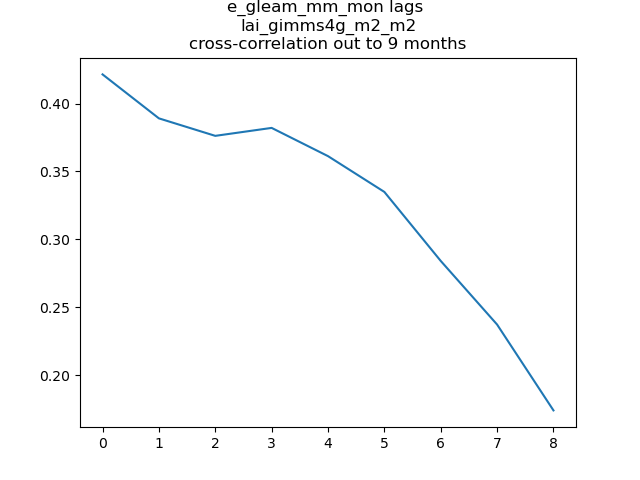 e_gleam_mm_mon lags
lai_gimms4g_m2_m2
cross-correlation out to 9 months
0.40
0.35
0.30
0.25
0.20
0 1 2 3 4 5 6 7 8